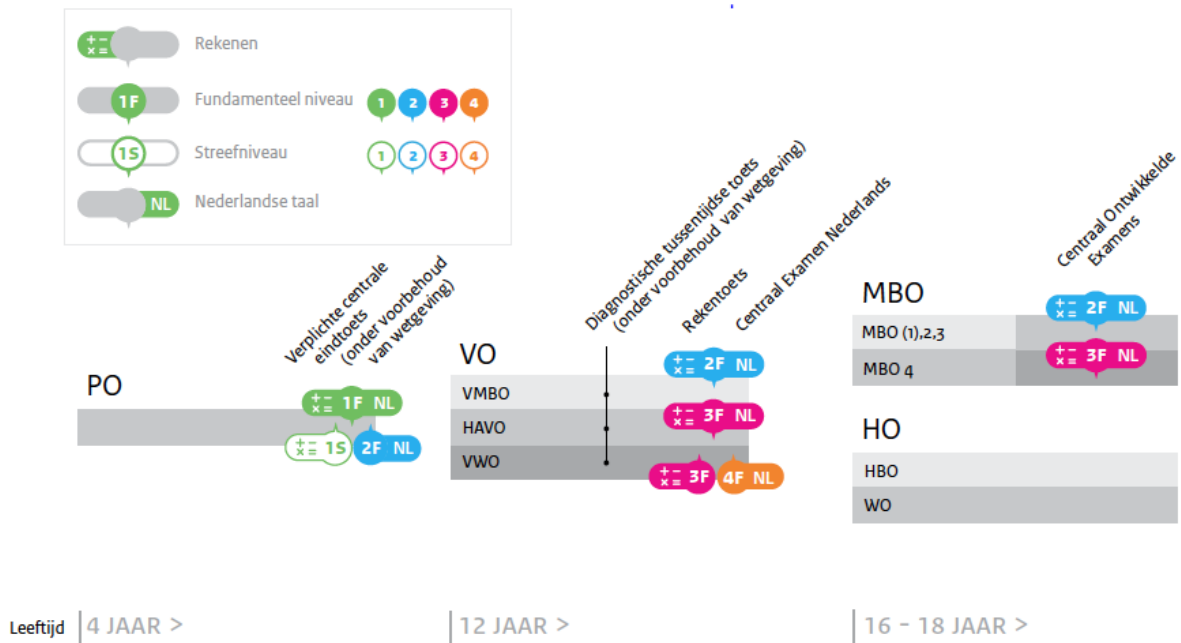 + - × =
Rekenen
1F
Fundamenteel niveau
1 2 3 4
1S
Streefniveau
1 2 3 4
NL
Nederlandse taal
Verplichte centrale
eindtoets
(onder voorbehoud
van wetgeving)
PO
+ - × = 1F NL
+ - × = 1S 2F NL
Diagnostische tussentijdse toets
(onder voorbehoud van wetgeving)
Rekentoets
Centraal Examen Nederlands
VO
+ - × = 2F NL
VMBO
+ - × = 3F NL
HAVO
VWO
+ - × = 3F 4F NL
Centraal Ontwikkelde
Examens
MBO
+ - × = 2F NL
MBO (1),2,3
+ - × = 3F NL
MBO 4
HO
HBO
WO
Leeftijd
4 JAAR >
12 JAAR >
16 - 18 JAAR >